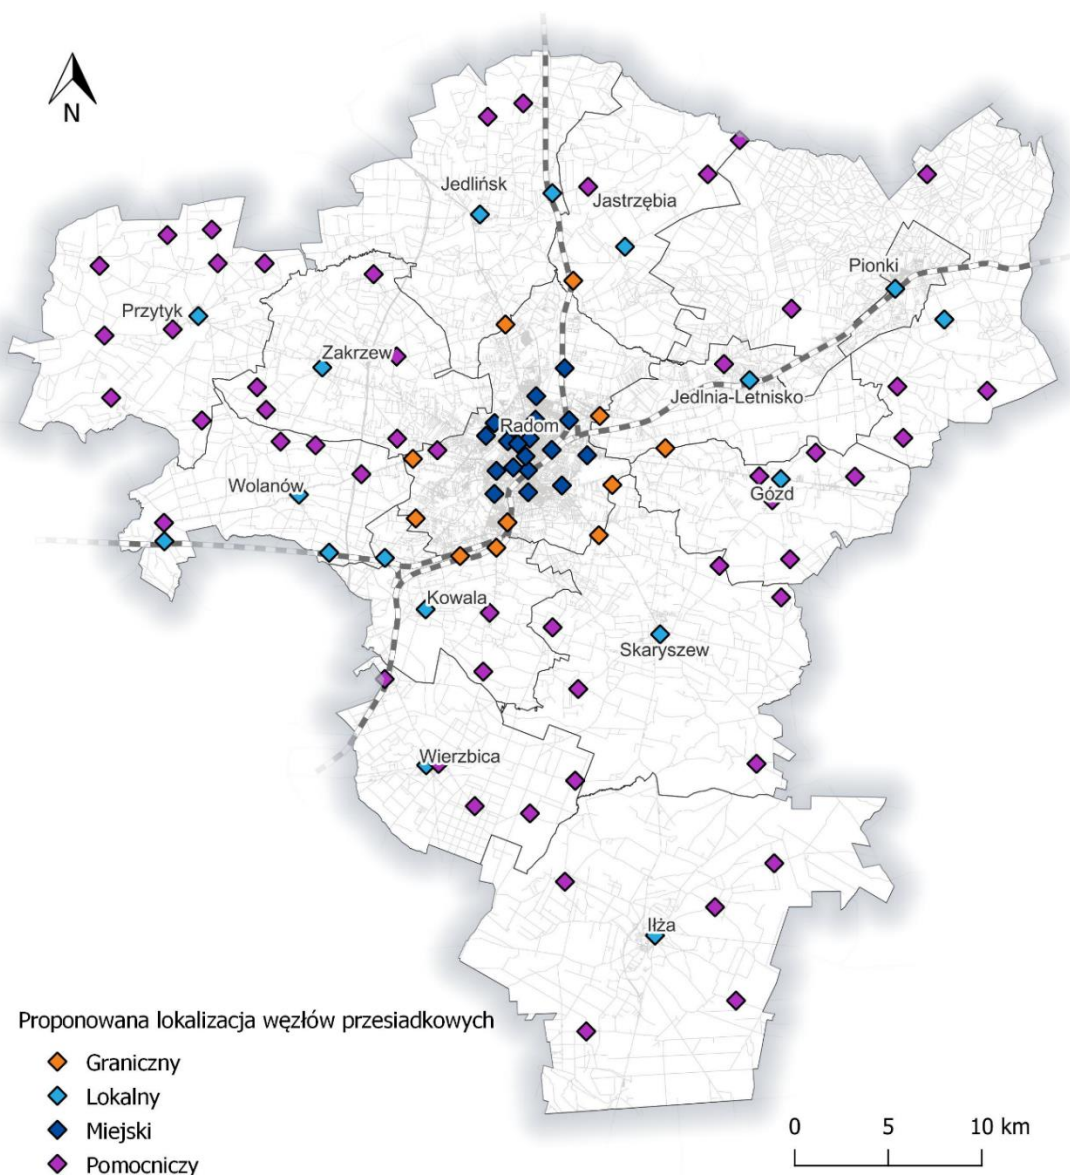 N
Jedlińsk
Jastrzębia
Pionki
Przytyk
Zakrzew
Jedlnia-Letnisko
Radom
Wolanów
Gózd
Kowala
Skaryszew
Wierzbica
Iłża
Proponowana lokalizacja węzłów przesiadkowych
Graniczny
Lokalny
Miejski
Pomocniczy
0 5 10 km